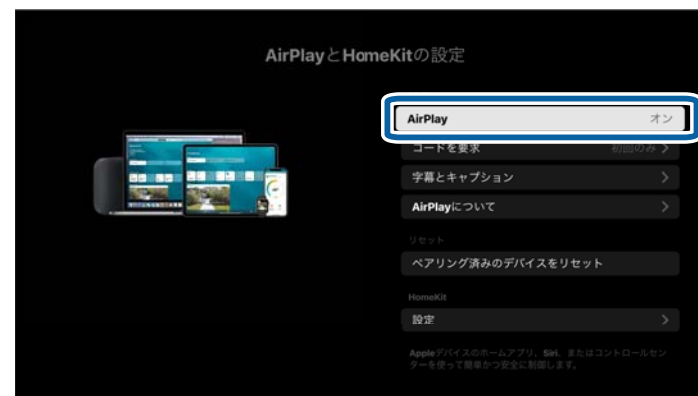 AirPlayとHomeKitの設定
AirPlay オン
コードを要求 初回のみ
字幕とキャプション
AirPlayについて
リセット
ペアリング済みのデバイスをリセット
HomeKit
設定
Appleデバイスのホームアプリ、Siri、またはコントロールセン
ターを使って簡単かつ安全に制御します。